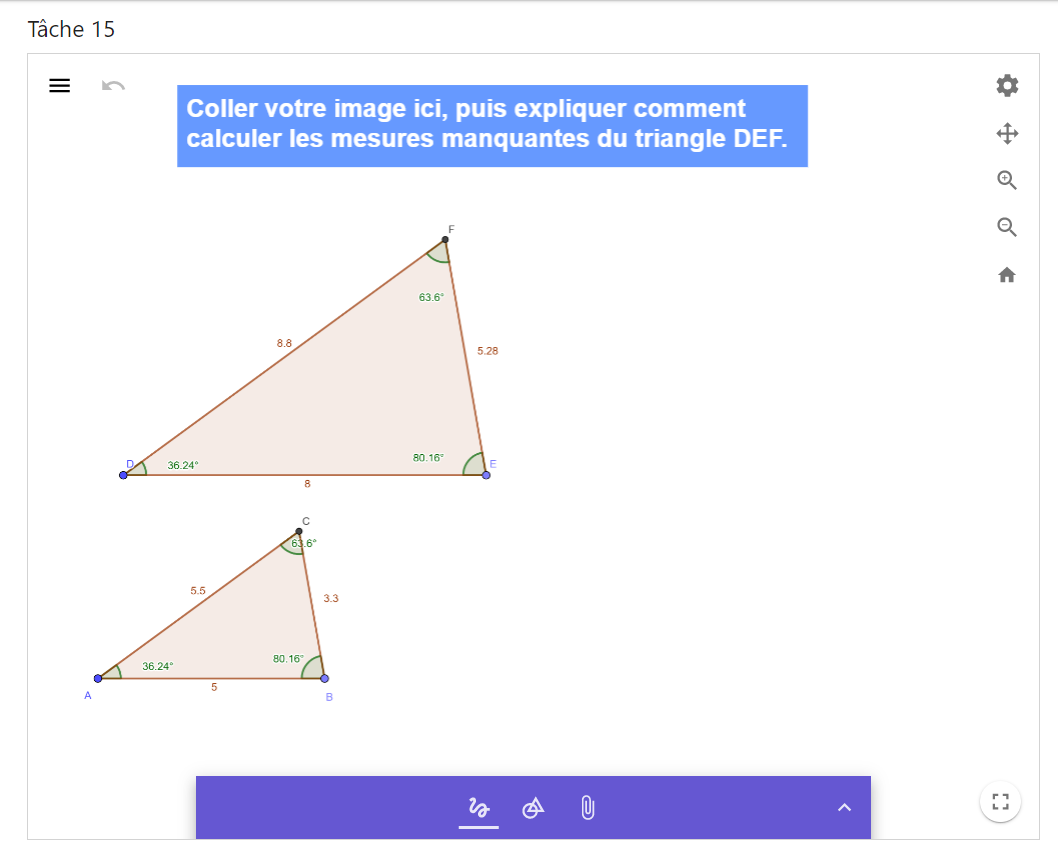 Tâche 15
Coller votre image ici, puis expliquer comment
calculer les mesures manquantes du triangle DEF.
F
63.6°
8.8
5.28
D
36.24°
80.16°
E
8
C
63.6°
5.5
3.3
36.24°
80.16°
5
A
B